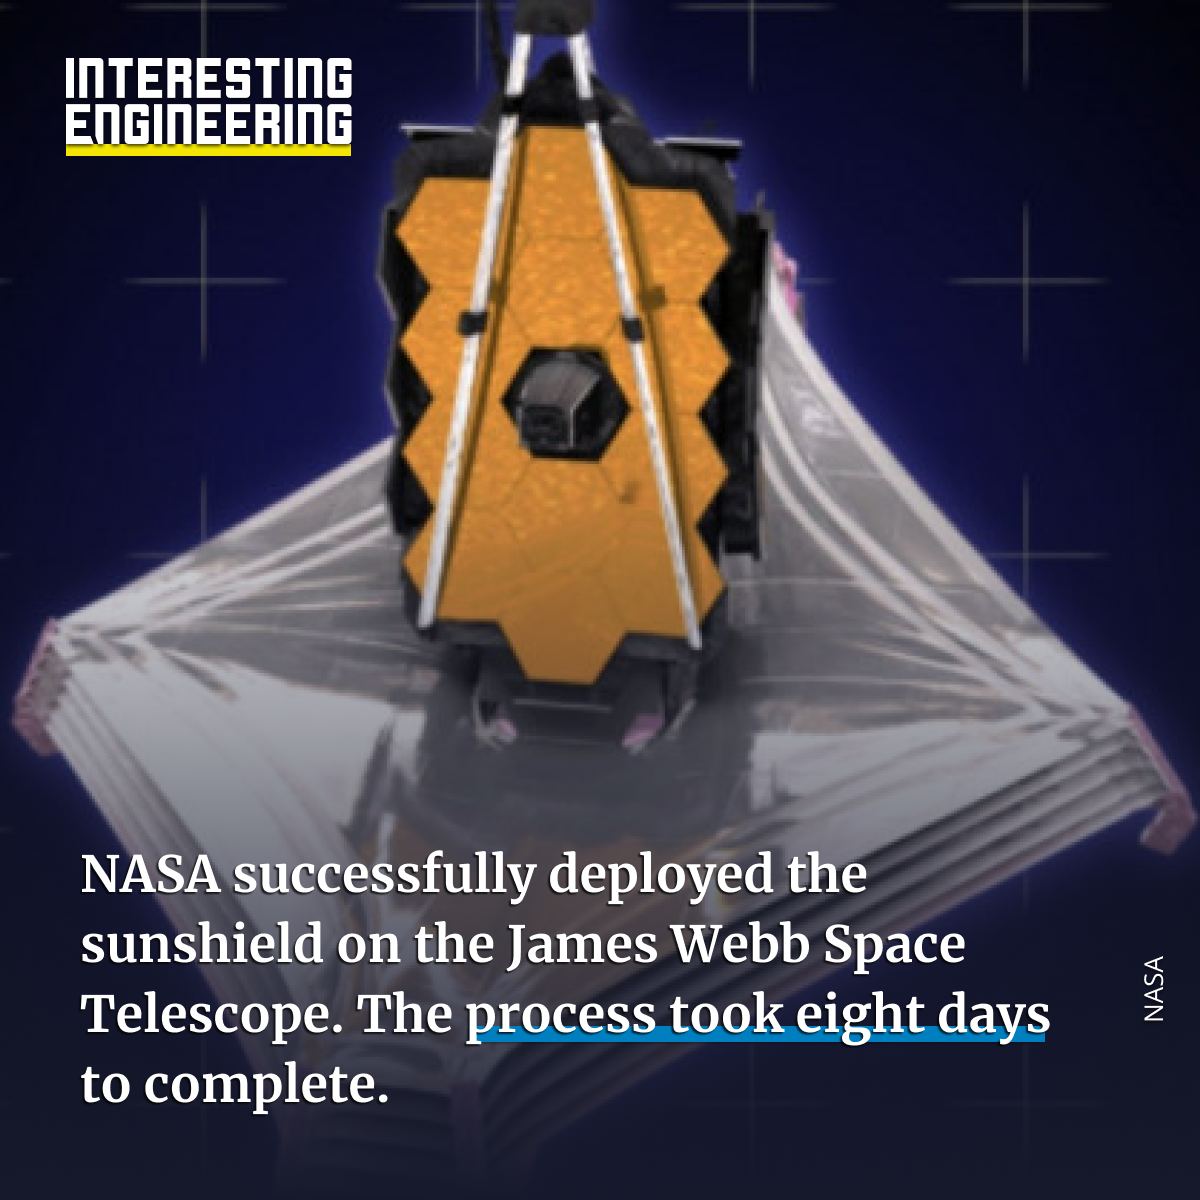 INTERESTING
ENGINEERING
NASA successfully deployed the
sunshield on the James Webb Space
Telescope. The process took eight days
to complete.
NASA